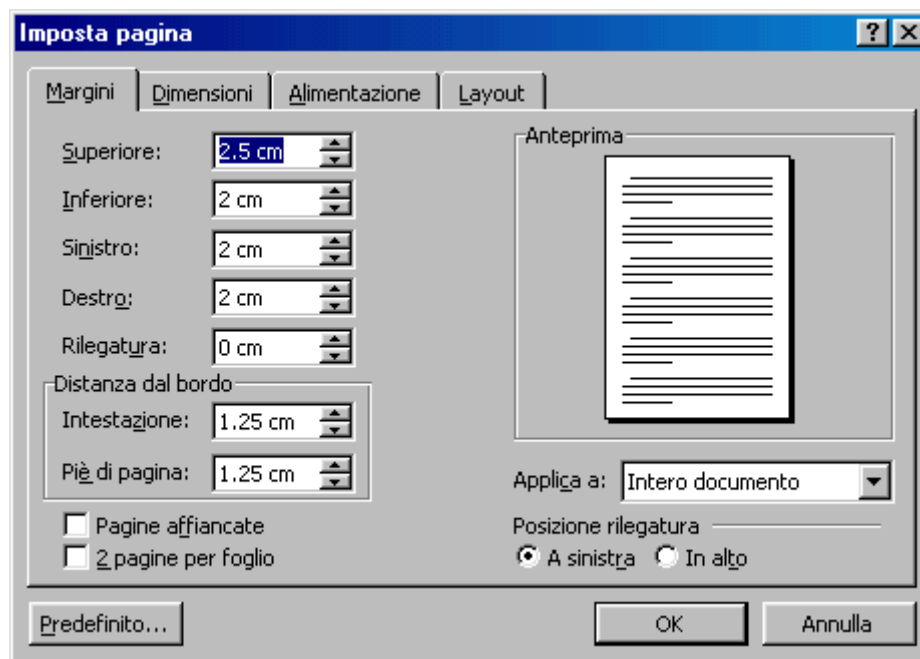 Imposta pagina
Margini Dimensioni Alimentazione Layout
Superiore: 2.5 cm
Inferiore: 2 cm
Sinistro: 2 cm
Destro: 2 cm
Rilegatura: 0 cm
Distanza dal bordo
Intestazione: 1.25 cm
Piè di pagina: 1.25 cm
Pagine affiancate
2 pagine per foglio
Anteprima
Applica a: Intero documento
Posizione rilegatura
A sinistra In alto
Predefinito... OK Annulla